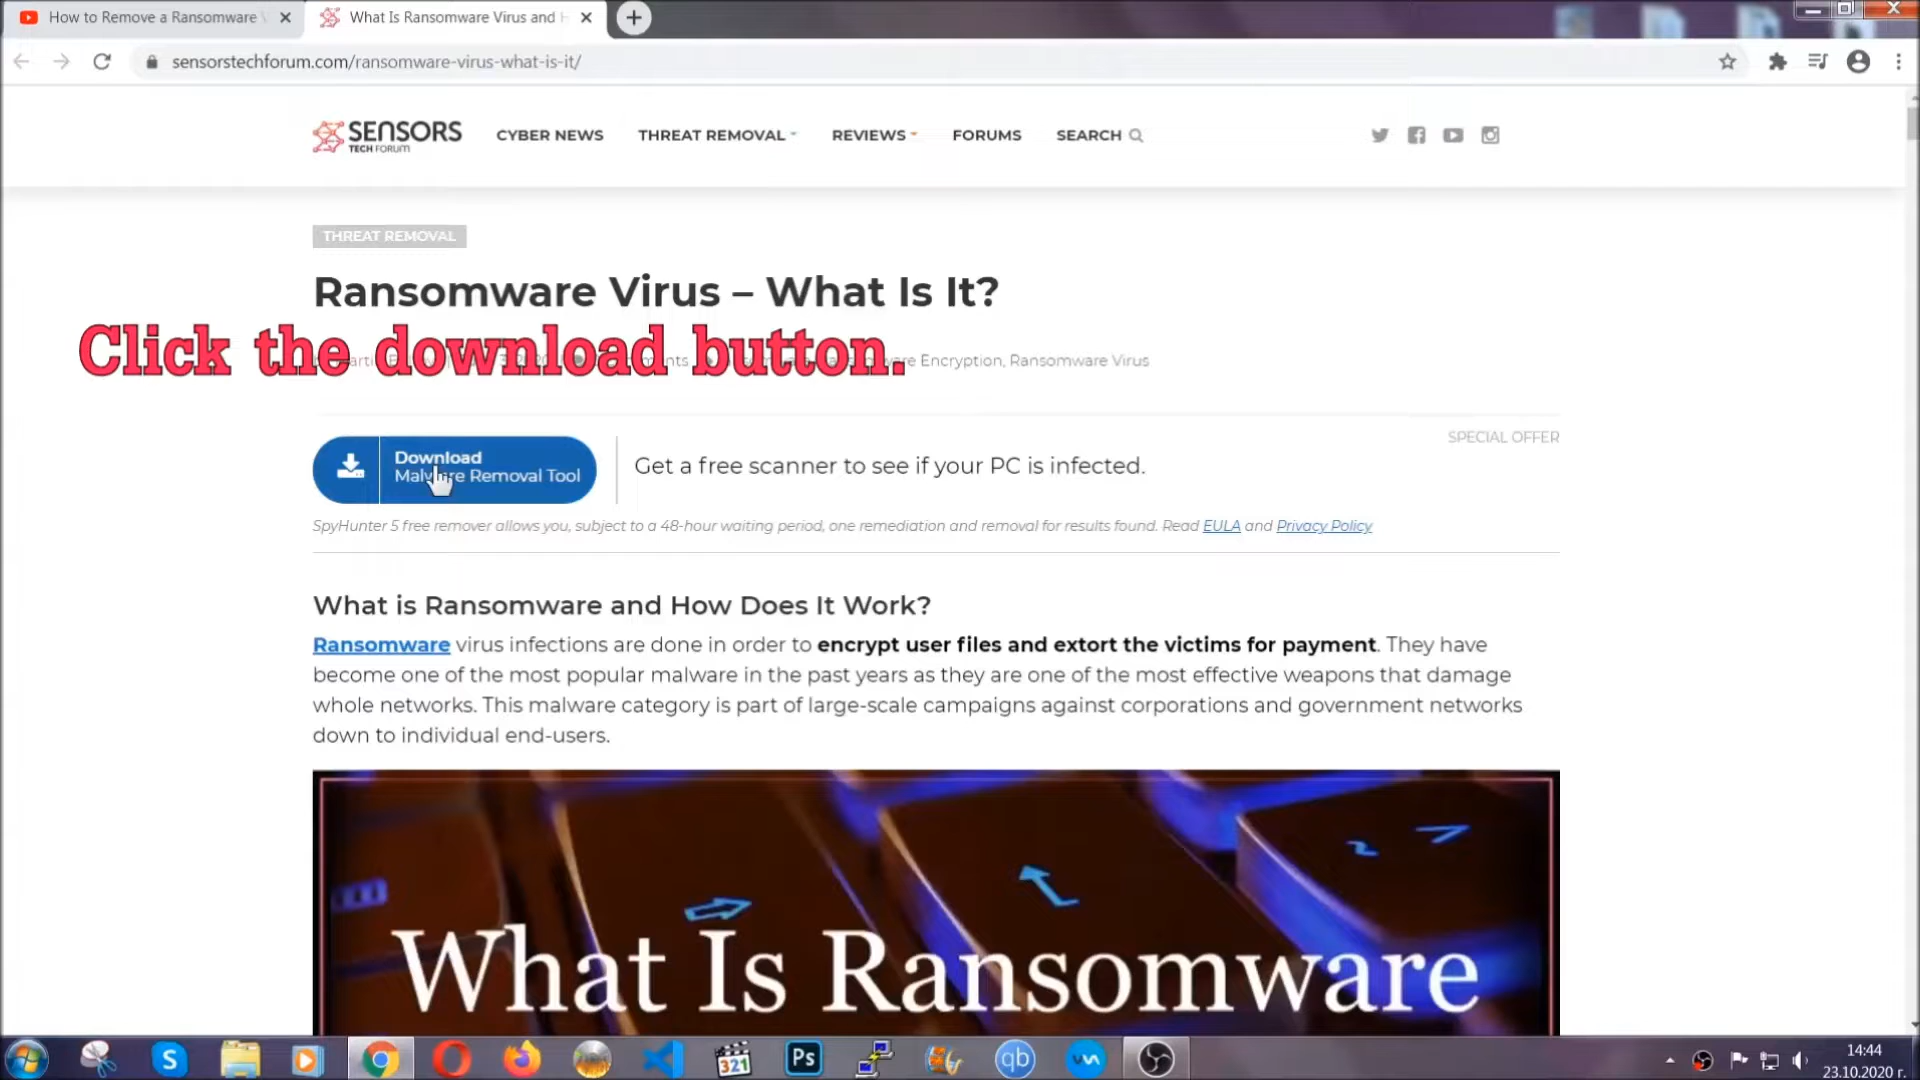 How to Remove a Ransomware
What Is Ransomware Virus and
sensorstechforum.com/ransomware-virus-what-is-it/
SENSORS
TECH FORUM
CYBER NEWS THREAT REMOVAL REVIEWS FORUMS SEARCH
THREAT REMOVAL
Ransomware Virus – What Is It?
Click the download button.
Encryption, Ransomware Virus
SPECIAL OFFER
Download
Malware Removal Tool
Get a free scanner to see if your PC is infected.
SpyHunter 5 free remover allows you, subject to a 48-hour waiting period, one remediation and removal for results found. Read EULA and Privacy Policy
What is Ransomware and How Does It Work?
Ransomware virus infections are done in order to encrypt user files and extort the victims for payment. They have
become one of the most popular malware in the past years as they are one of the most effective weapons that damage
whole networks. This malware category is part of large-scale campaigns against corporations and government networks
down to individual end-users.
What Is Ransomware
S
321
Ps
qb
14:44
23.10.2020 г.